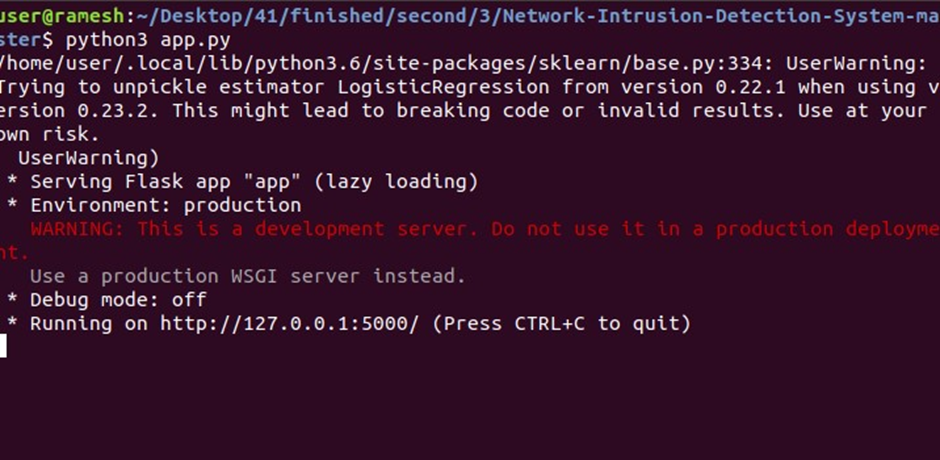 user@ramesh:~/Desktop/41/finished/second/3/Network-Intrusion-Detection-System-ma
ster$ python3 app.py
/home/user/.local/lib/python3.6/site-packages/sklearn/base.py:334: UserWarning:
Trying to unpickle estimator LogisticRegression from version 0.22.1 when using v
ersion 0.23.2. This might lead to breaking code or invalid results. Use at your
own risk.
  UserWarning)
 * Serving Flask app "app" (lazy loading)
 * Environment: production
   WARNING: This is a development server. Do not use it in a production deployme
nt.
   Use a production WSGI server instead.
 * Debug mode: off
 * Running on http://127.0.0.1:5000/ (Press CTRL+C to quit)